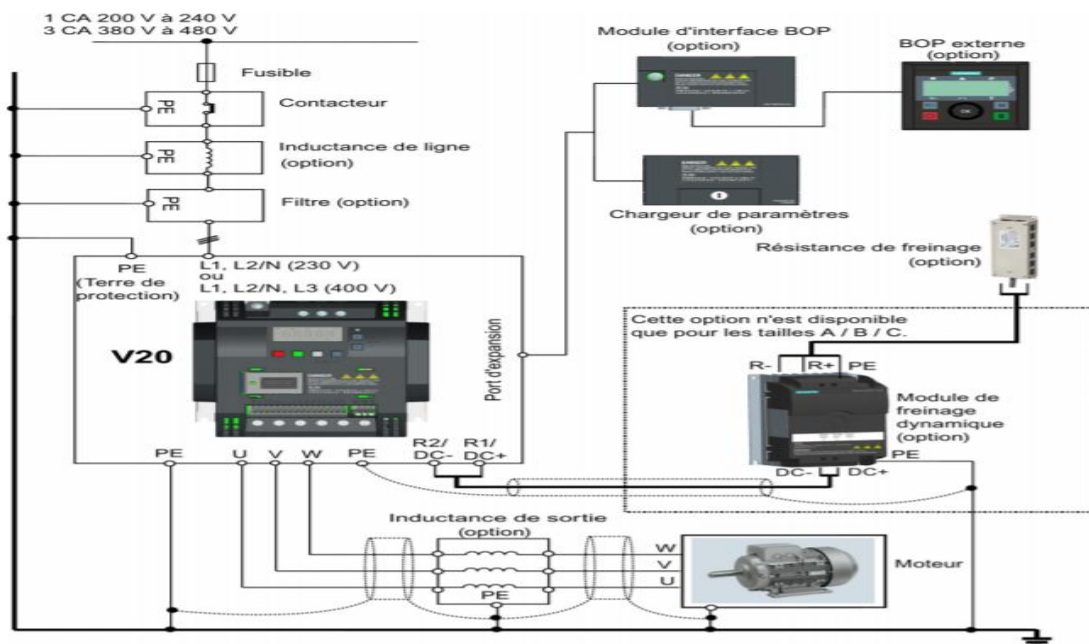 1 CA 200 V à 240 V
3 CA 380 V à 480 V
Fusible
PE
Contacteur
PE
Inductance de ligne
(option)
PE
Filtre (option)
Module d'interface BOP
(option)
BOP externe
(option)
Chargeur de paramètres
(option)
Résistance de freinage
(option)
PE
(Terre de
protection)
L1, L2/N (230 V)
ou
L1, L2/N, L3 (400 V)
V20
Port d'expansion
Cette option n'est disponible
que pour les tailles A / B / C.
R- R+ PE
Module de
freinage
dynamique
(option)
PE
DC- DC+
PE U V W PE
R2/ R1/
DC- DC+
Inductance de sortie
(option)
PE
W
V
U
Moteur